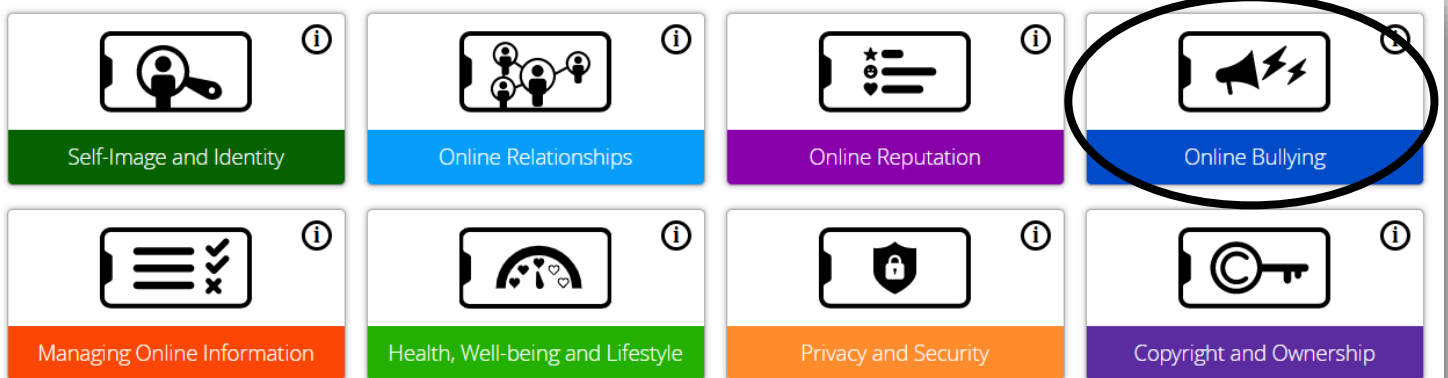 Self-Image and Identity
Online Relationships
Online Reputation
Online Bullying
Managing Online Information
Health, Well-being and Lifestyle
Privacy and Security
Copyright and Ownership